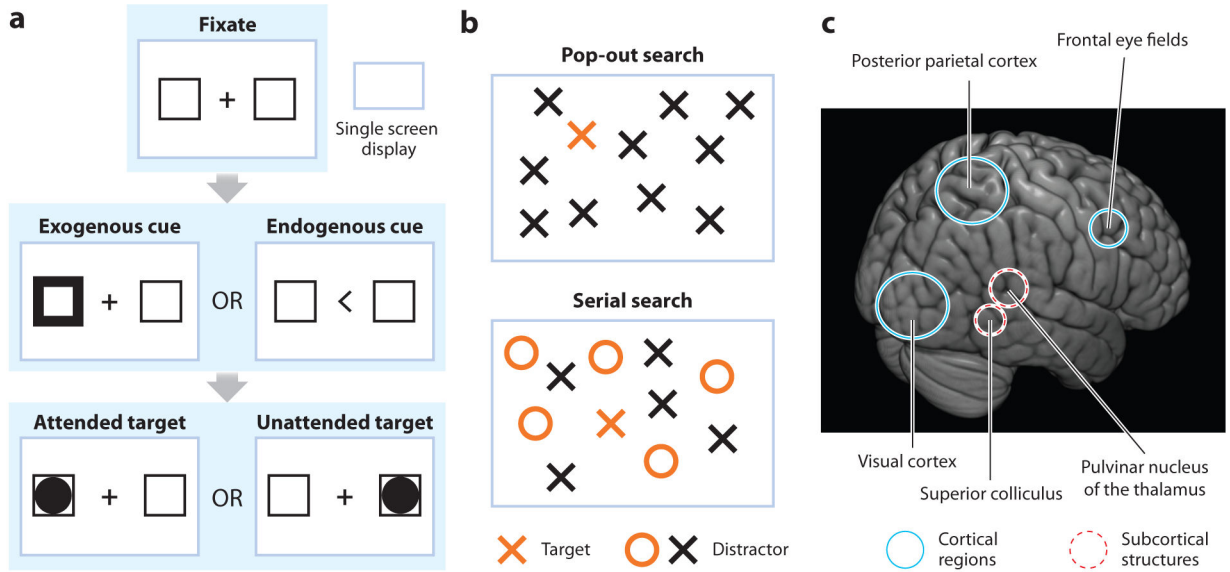 a
Fixate
+
Single screen
display
Exogenous cue
Endogenous cue
+
OR
<
Attended target
Unattended target
+
OR
+
b
Pop-out search
Serial search
Target
Distractor
c
Frontal eye fields
Posterior parietal cortex
Visual cortex
Superior colliculus
Pulvinar nucleus
of the thalamus
Cortical
regions
Subcortical
structures